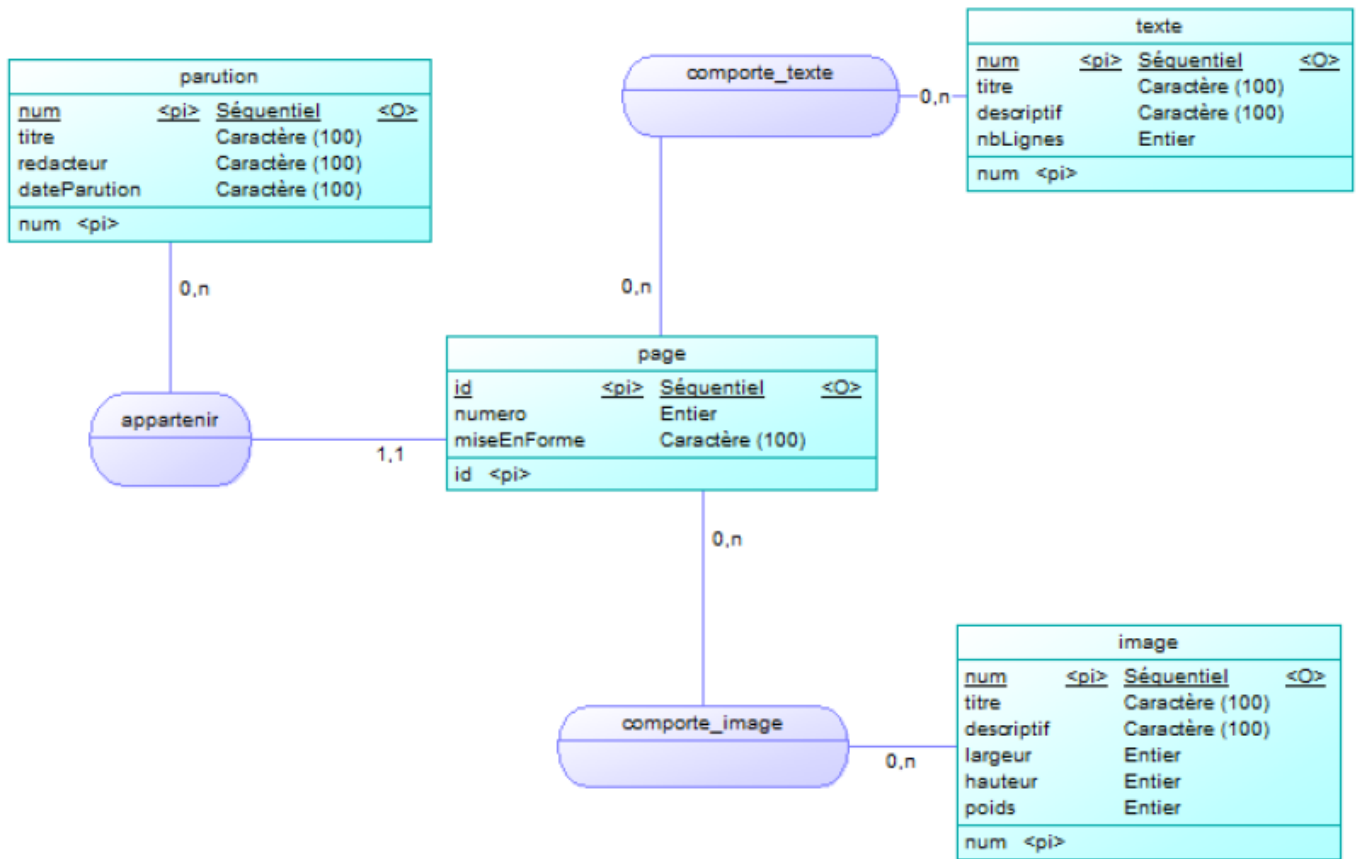 parution
num <pi> Séquentiel <O>
titre Caractère (100)
redacteur Caractère (100)
dateParution Caractère (100)
num <pi>
0,n
appartenir
1,1
comporte_texte
0,n
texte
num <pi> Séquentiel <O>
titre Caractère (100)
descriptif Caractère (100)
nbLignes Entier
num <pi>
0,n
page
id <pi> Séquentiel <O>
numero Entier
miseEnForme Caractère (100)
id <pi>
0,n
comporte_image
0,n
image
num <pi> Séquentiel <O>
titre Caractère (100)
descriptif Caractère (100)
largeur Entier
hauteur Entier
poids Entier
num <pi>